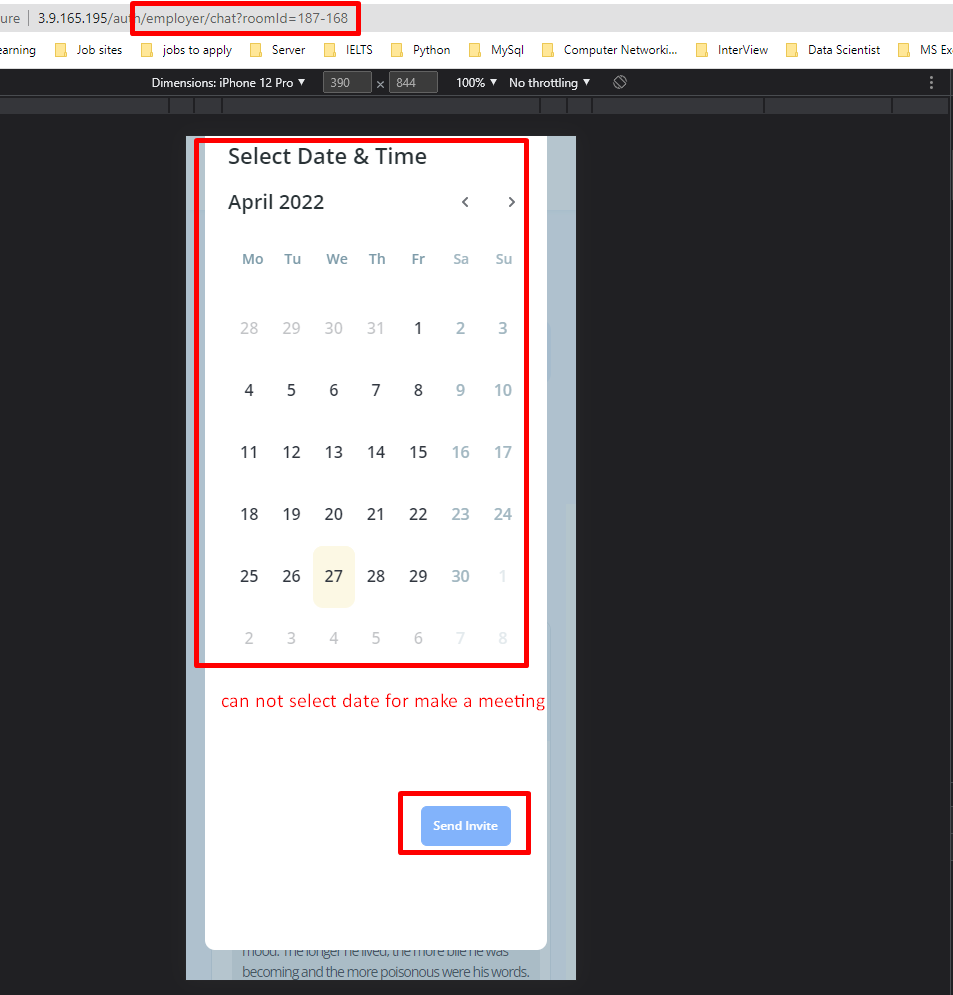 ure | 3.9.165.195/auth/employer/chat?roomId=187-168
earning Job sites jobs to apply Server IELTS Python MySql Computer Networki... InterView Data Scientist MS Ex
Dimensions: iPhone 12 Pro ▼ 390 × 844 100% ▼ No throttling ▼
Select Date & Time
April 2022 < >
Mo Tu We Th Fr Sa Su
28 29 30 31 1 2 3
4 5 6 7 8 9 10
11 12 13 14 15 16 17
18 19 20 21 22 23 24
25 26 27 28 29 30 1
2 3 4 5 6 7 8
can not select date for make a meeting
Send Invite
mood. The longer he lived, the more bile he was
becoming and the more poisonous were his words.